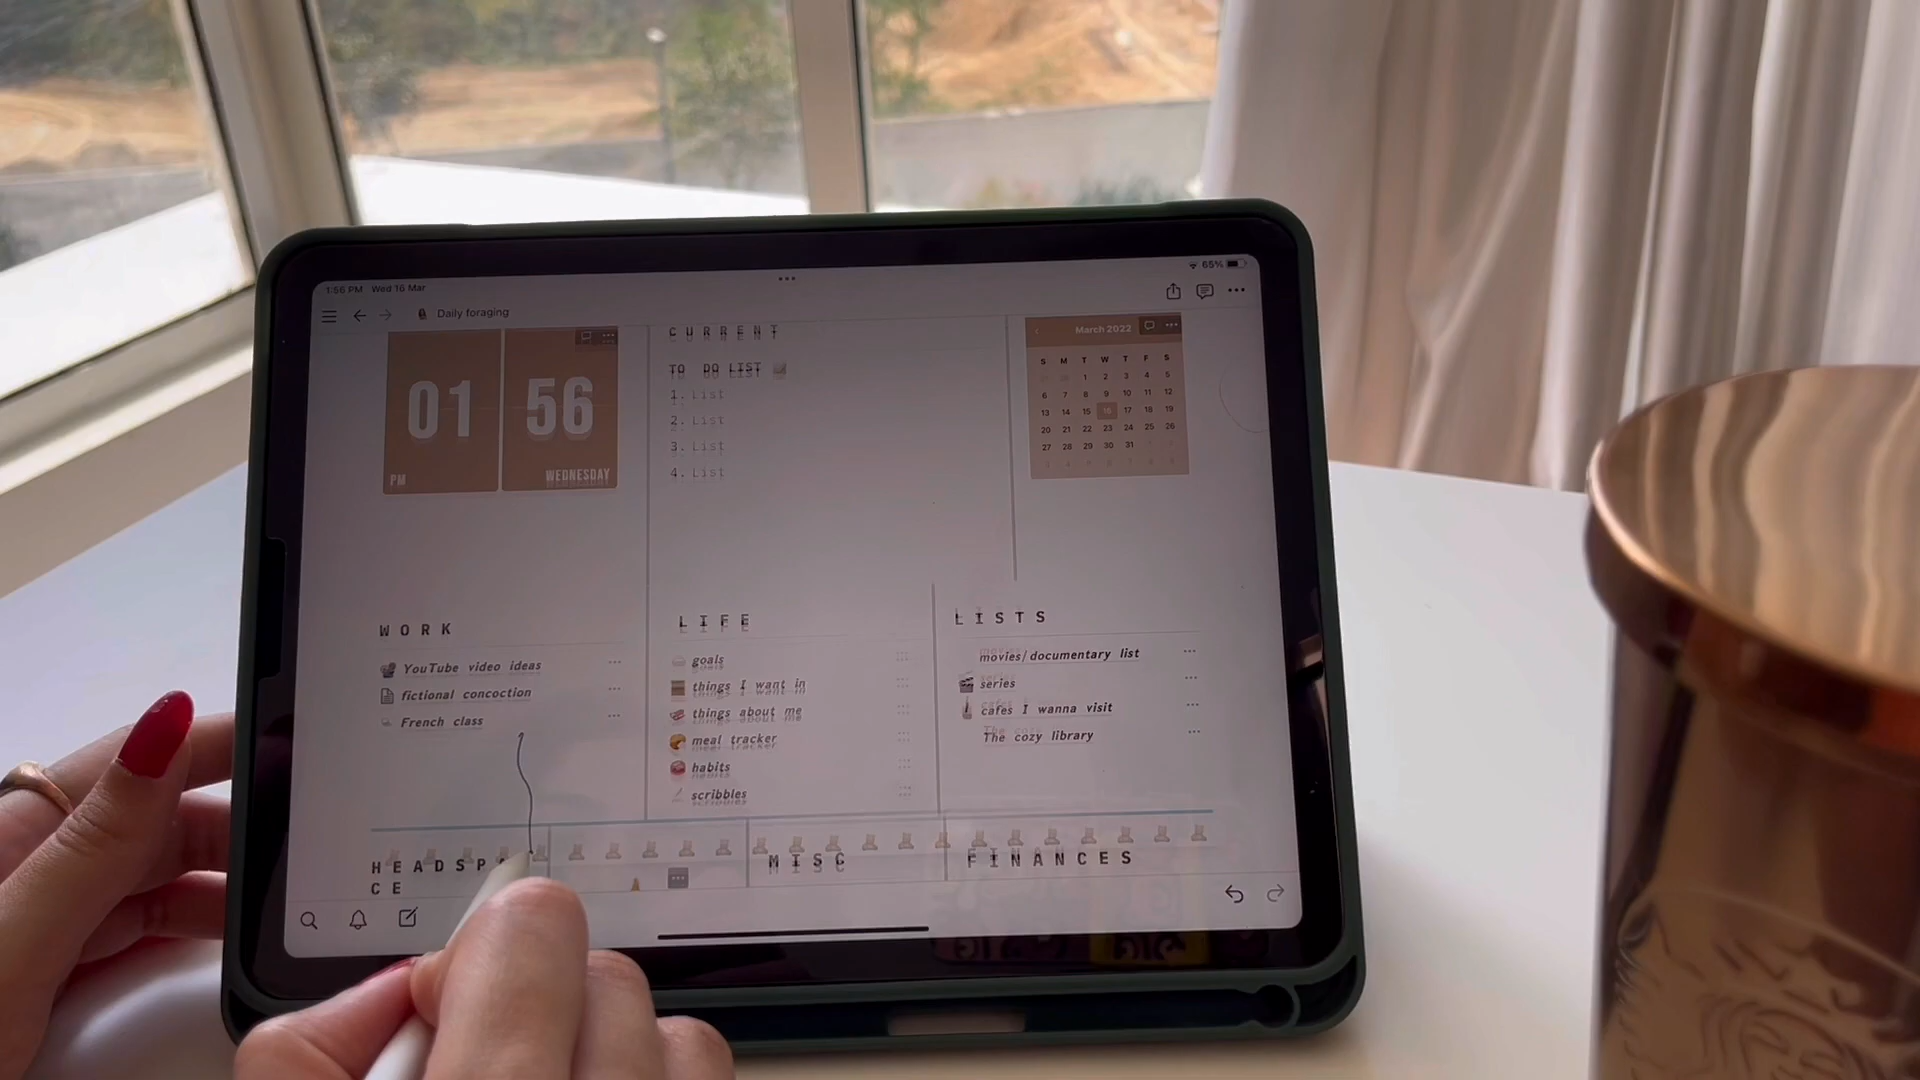 1:56 PM Wed 16 Mar
65%
Daily foraging
01
56
PM
WEDNESDAY
CURRENT
TO DO LIST
1. List
2. List
3. List
4. List
March 2022
S M T W T F S
1 2 3 4 5
6 7 8 9 10 11 12
13 14 15 16 17 18 19
20 21 22 23 24 25 26
27 28 29 30 31
WORK
YouTube video ideas
fictional concoction
French class
LIFE
goals
things I want in
things about me
meal tracker
habits
scribbles
LISTS
movies/documentary list
series
cafes I wanna visit
The cozy library
HEADSP
CE
MISC
FINANCES